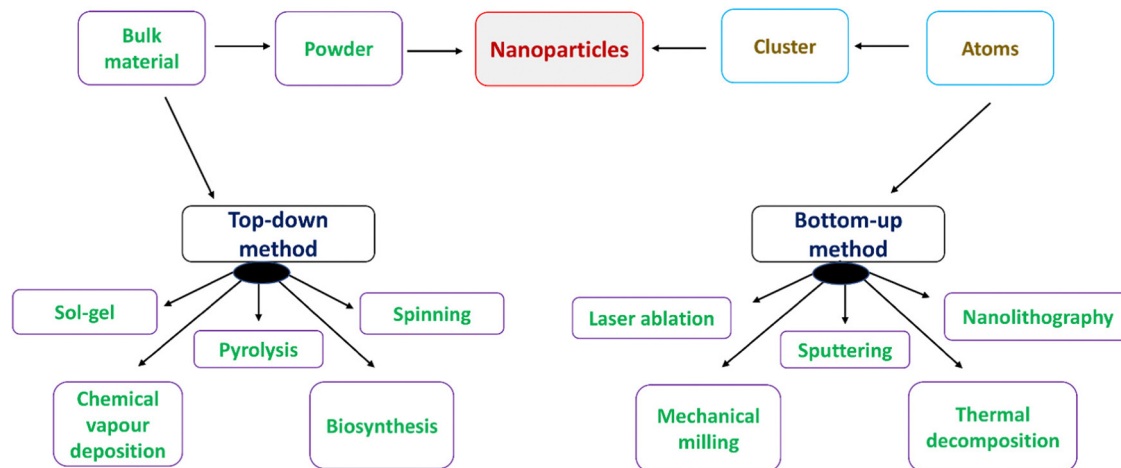 Bulk
material
Powder
Nanoparticles
Cluster
Atoms
Top-down
method
Bottom-up
method
Sol-gel
Spinning
Pyrolysis
Chemical
vapour
deposition
Biosynthesis
Laser ablation
Nanolithography
Sputtering
Mechanical
milling
Thermal
decomposition